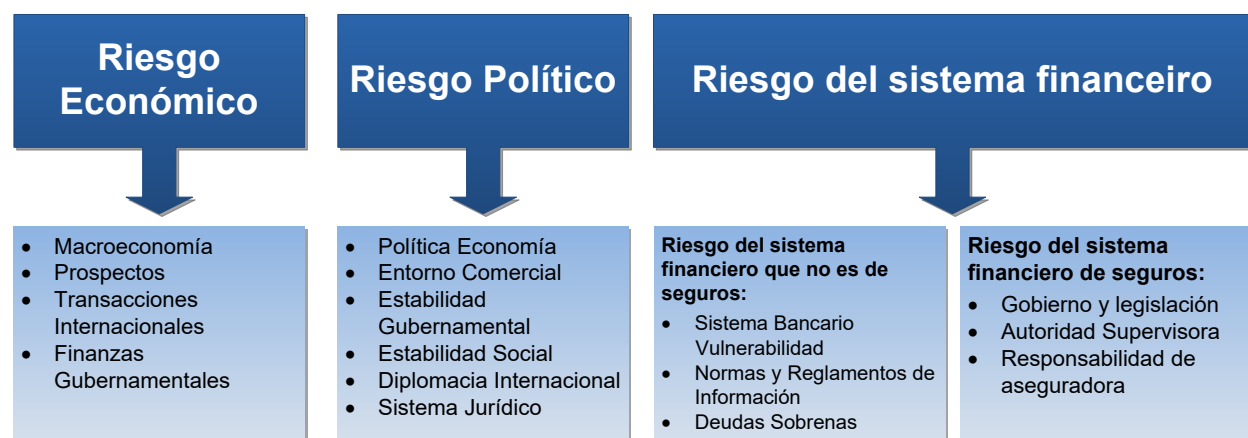 Riesgo
Económico
Riesgo Político
Riesgo del sistema financeiro
• Macroeconomía
• Prospectos
• Transacciones
Internacionales
• Finanzas
Gubernamentales
• Política Economía
• Entorno Comercial
• Estabilidad
Gubernamental
• Estabilidad Social
• Diplomacia Internacional
• Sistema Jurídico
Riesgo del sistema
financiero que no es de
seguros:
• Sistema Bancario
Vulnerabilidad
• Normas y Reglamentos de
Información
• Deudas Sobrenas
Riesgo del sistema
financiero de seguros:
• Gobierno y legislación
• Autoridad Supervisora
• Responsabilidad de
aseguradora